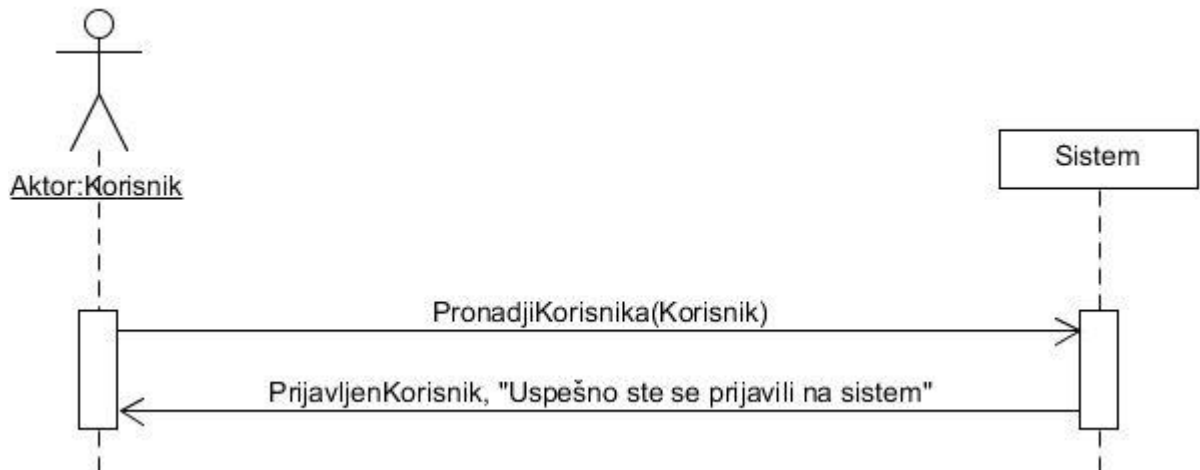 Sistem
Aktor:Korisnik
PronadjiKorisnika(Korisnik)
PrijavljenKorisnik, "Uspešno ste se prijavili na sistem"